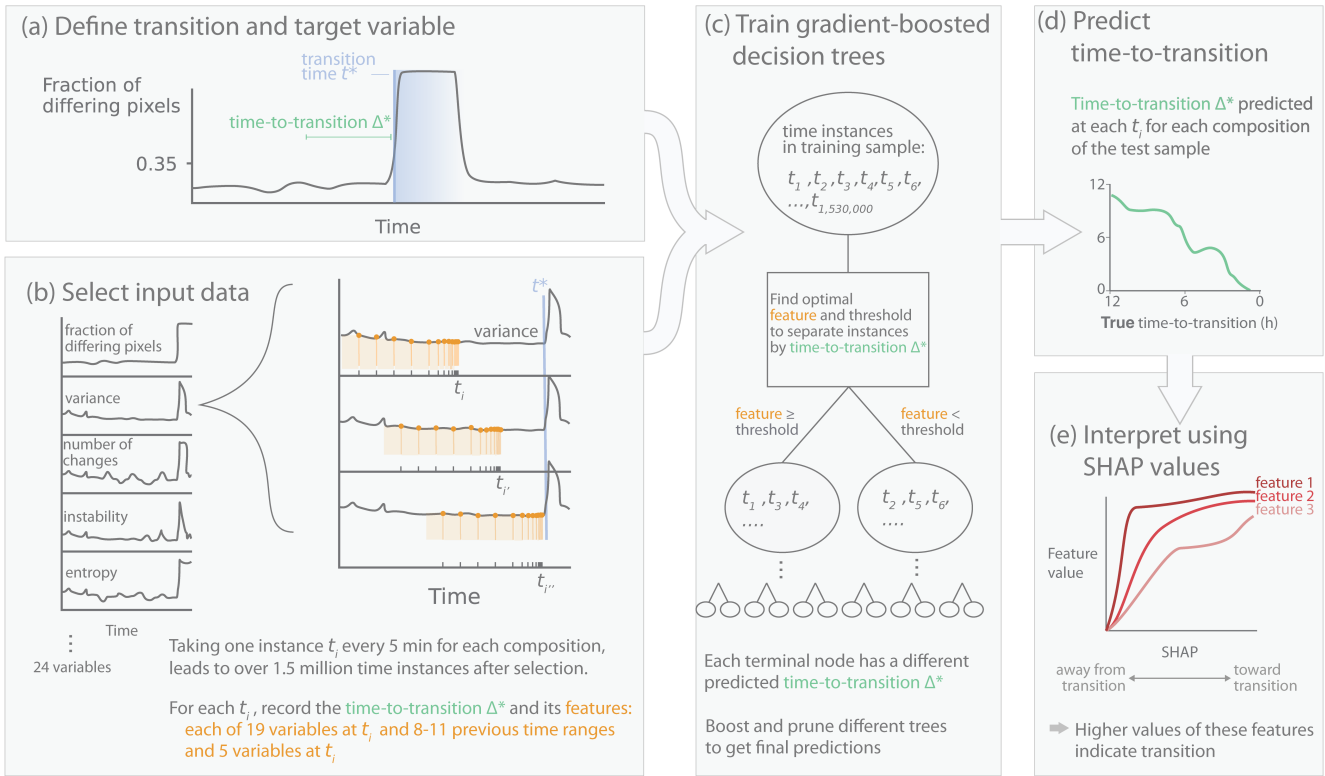 (a) Define transition and target variable
transition
time t*
Fraction of
differing pixels
time-to-transition Δ*
0.35
Time
(b) Select input data
fraction of
differing pixels
variance
number of
changes
instability
entropy
Time
24 variables
t*
variance
t_i
t_i'
t_i''
Time
Taking one instance t_i every 5 min for each composition,
leads to over 1.5 million time instances after selection.
For each t_i, record the time-to-transition Δ* and its features:
each of 19 variables at t_i and 8-11 previous time ranges
and 5 variables at t_i
(c) Train gradient-boosted
decision trees
time instances
in training sample:
t_1, t_2, t_3, t_4, t_5, t_6,
...,t_1,530,000
Find optimal
feature and threshold
to separate instances
by time-to-transition Δ*
feature ≥
threshold
feature <
threshold
t_1, t_3, t_4,
....
t_2, t_5, t_6,
....
Each terminal node has a different
predicted time-to-transition Δ*
Boost and prune different trees
to get final predictions
(d) Predict
time-to-transition
Time-to-transition Δ* predicted
at each t_i for each composition
of the test sample
12
6
0
12 6 0
True time-to-transition (h)
(e) Interpret using
SHAP values
feature 1
feature 2
feature 3
Feature
value
SHAP
away from
transition
toward
transition
Higher values of these features
indicate transition